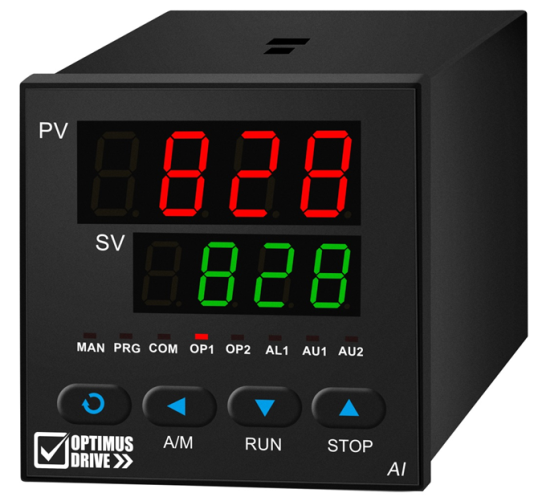 PV
828
SV
828
MAN PRG COM OP1 OP2 AL1 AU1 AU2
A/M RUN STOP
OPTIMUS
DRIVE
AI